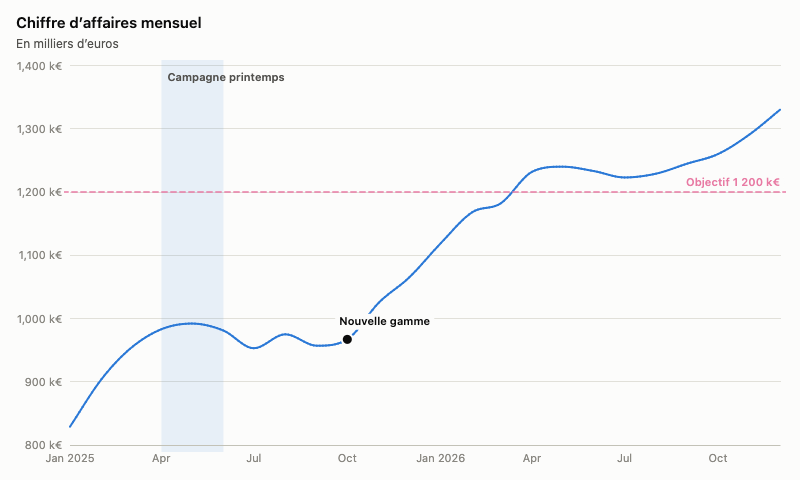 Chiffre d’affaires mensuel
En milliers d’euros
1,400 k€
Campagne printemps
1,300 k€
Objectif 1 200 k€
1,200 k€
1,100 k€
1,000 k€
Nouvelle gamme
900 k€
800 k€
Jan 2025 Apr Jul Oct Jan 2026 Apr Jul Oct